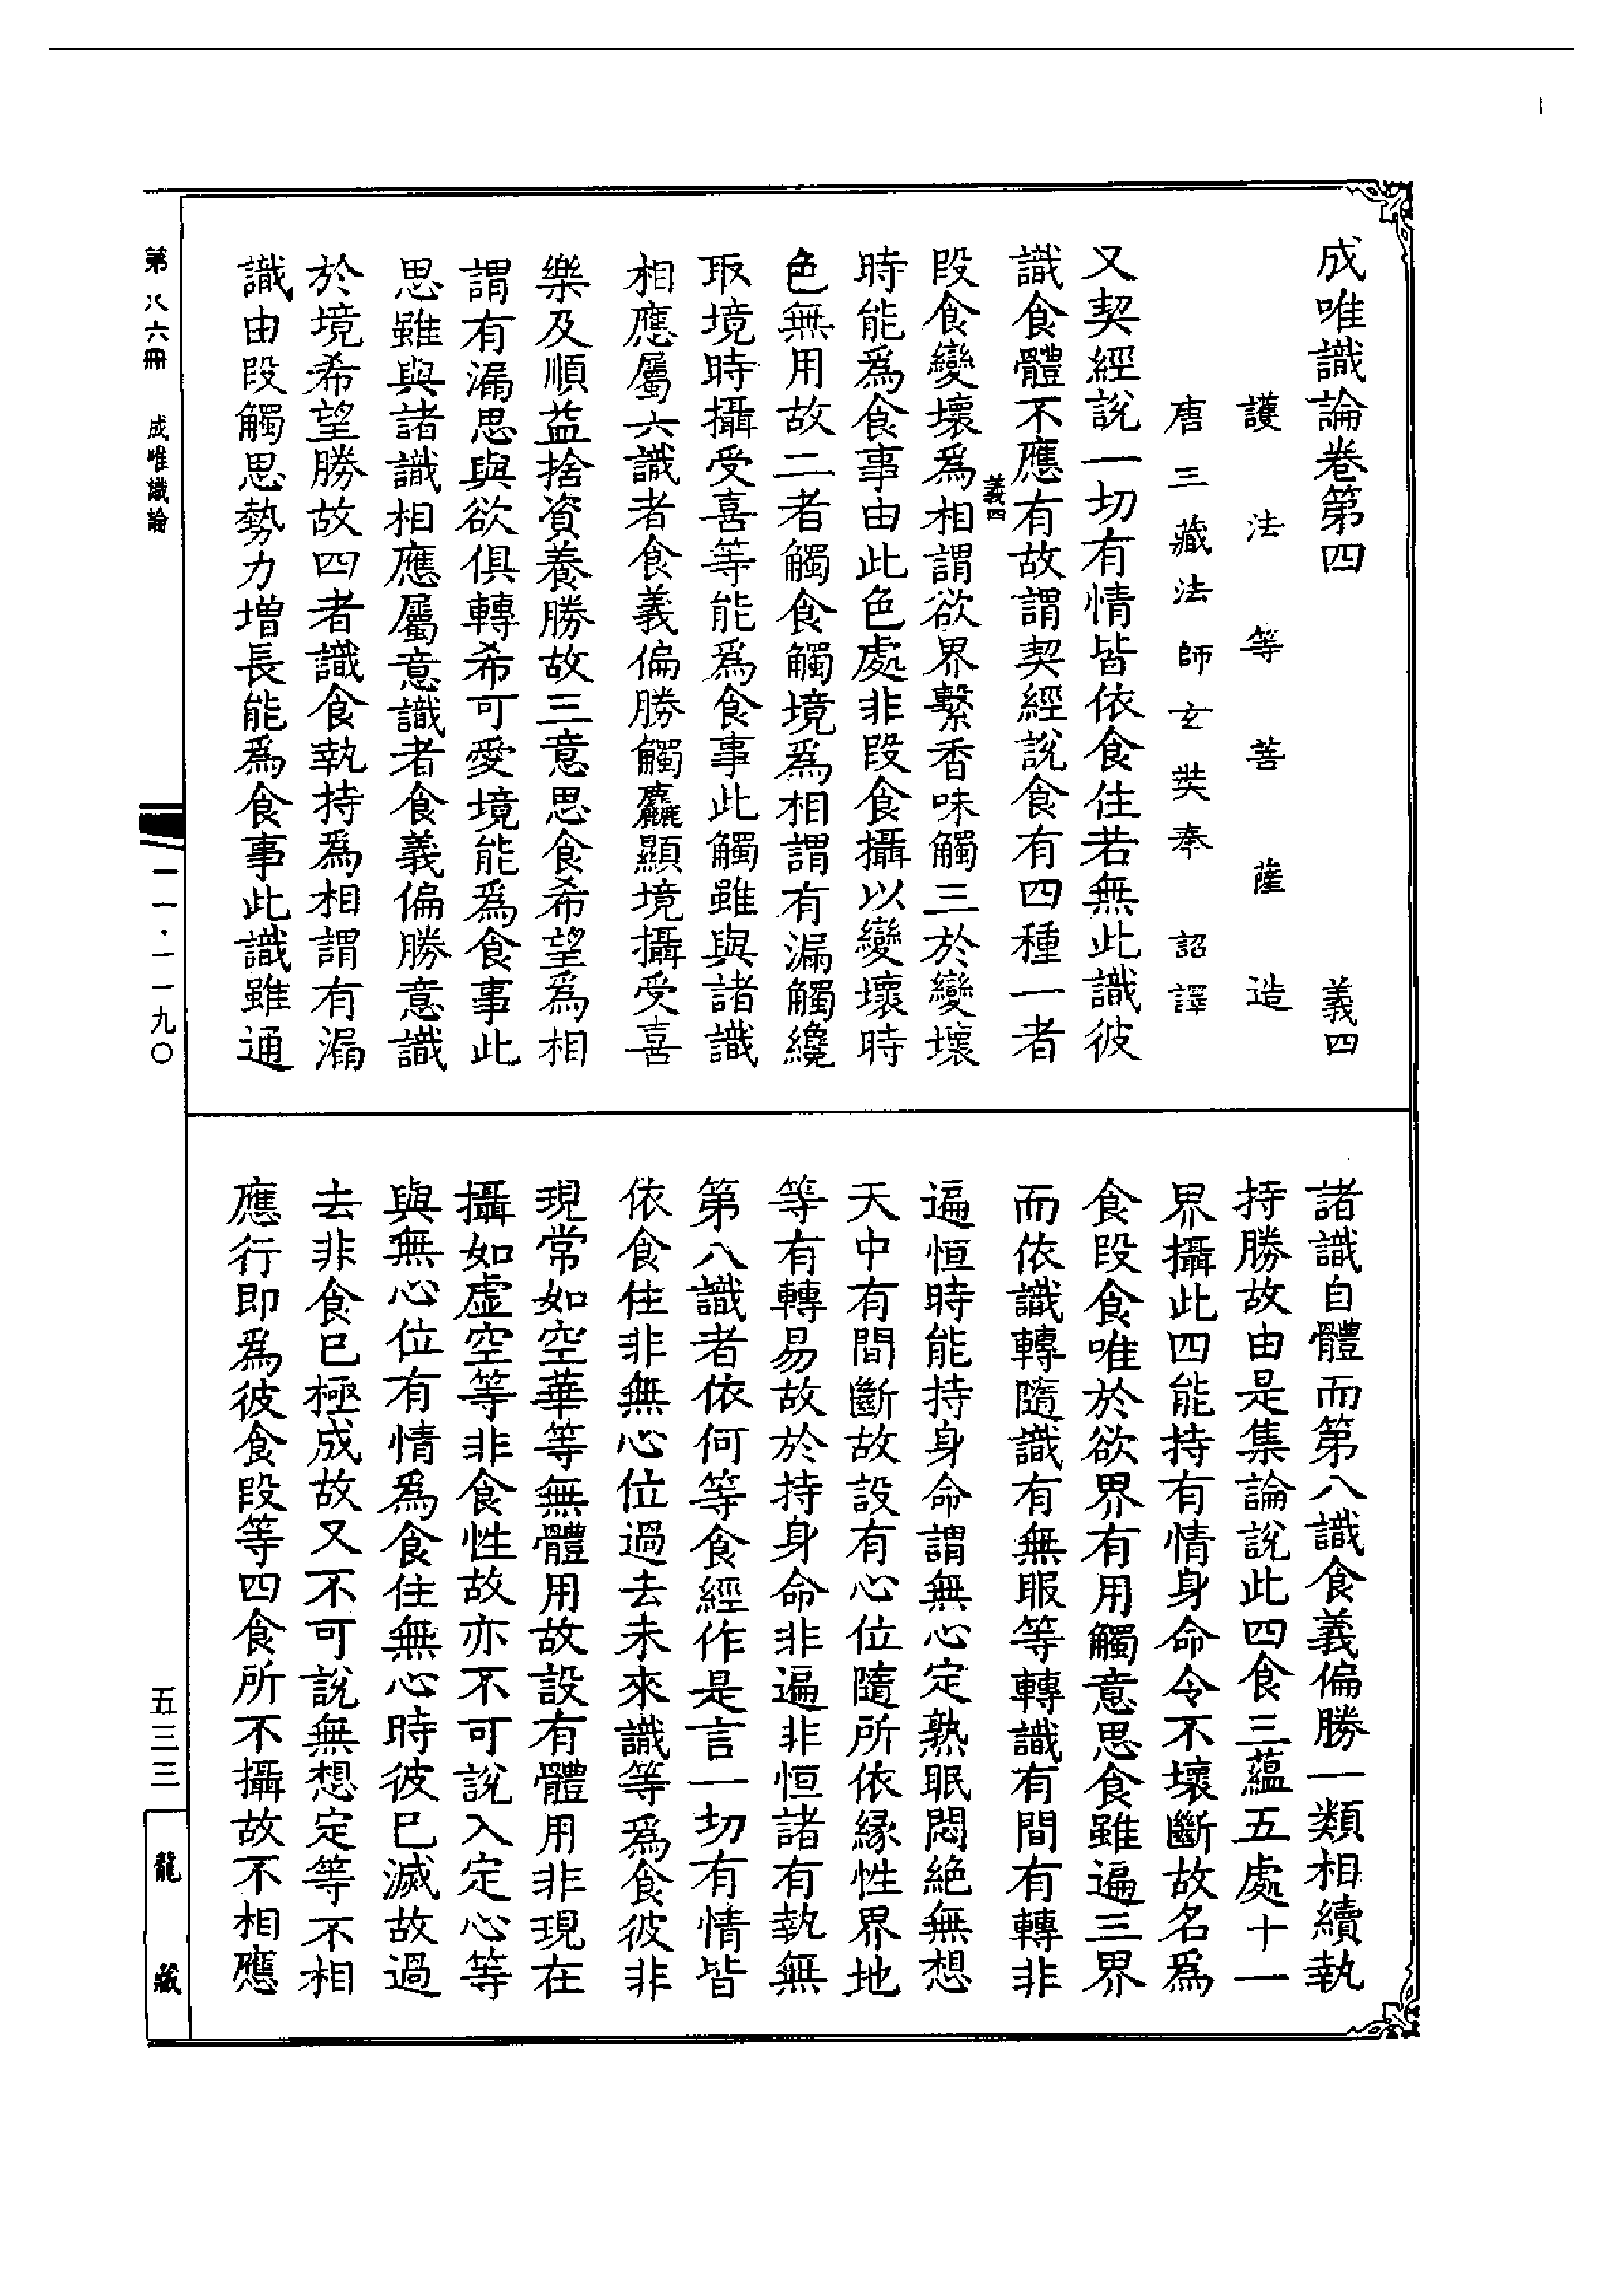 成唯識論卷第四 義四
護法等菩薩造
唐三藏法師玄奘奉 詔譯
又契經說一切有情皆依食住若無此識彼
識食體不應有故謂契經說食有四種一者
義四
段食變壞爲相謂欲界繫香味觸三於變壞
時能爲食事由此色處非段食攝以變壞時
色無用故二者觸食觸境爲相謂有漏觸纔
取境時攝受喜等能爲食事此觸雖與諸識
相應屬六識者食義偏勝觸麤顯境攝受喜
樂及順益捨資養勝故三意思食希望爲相
謂有漏思與欲俱轉希可愛境能爲食事此
思雖與諸識相應屬意識者食義偏勝意識
於境希望勝故四者識食執持爲相謂有漏
識由段觸思勢力增長能爲食事此識雖通
諸識自體而第八識食義偏勝一類相續執
持勝故由是集論說此四食三蘊五處十一
界攝此四能持有情身命令不壞斷故名爲
食段食唯於欲界有用觸意思食雖遍三界
而依識轉隨識有無眼等轉識有間有轉非
遍恒時能持身命謂無心定熟眠悶絕無想
天中有間斷故設有心位隨所依緣性界地
等有轉易故於持身命非遍非恒諸有執無
第八識者依何等食經作是言一切有情皆
依食住非無心位過去未來識等爲食彼非
現常如空華等無體用故設有體用非現在
攝如虛空等非食性故亦不可說入定心等
與無心位有情爲食住無心時彼已滅故過
去非食已極成故又不可說無想定等不相
應行即爲彼食段等四食所不攝故不相應
第八六冊 成唯識論
一一·一一九〇
五三三
龍藏